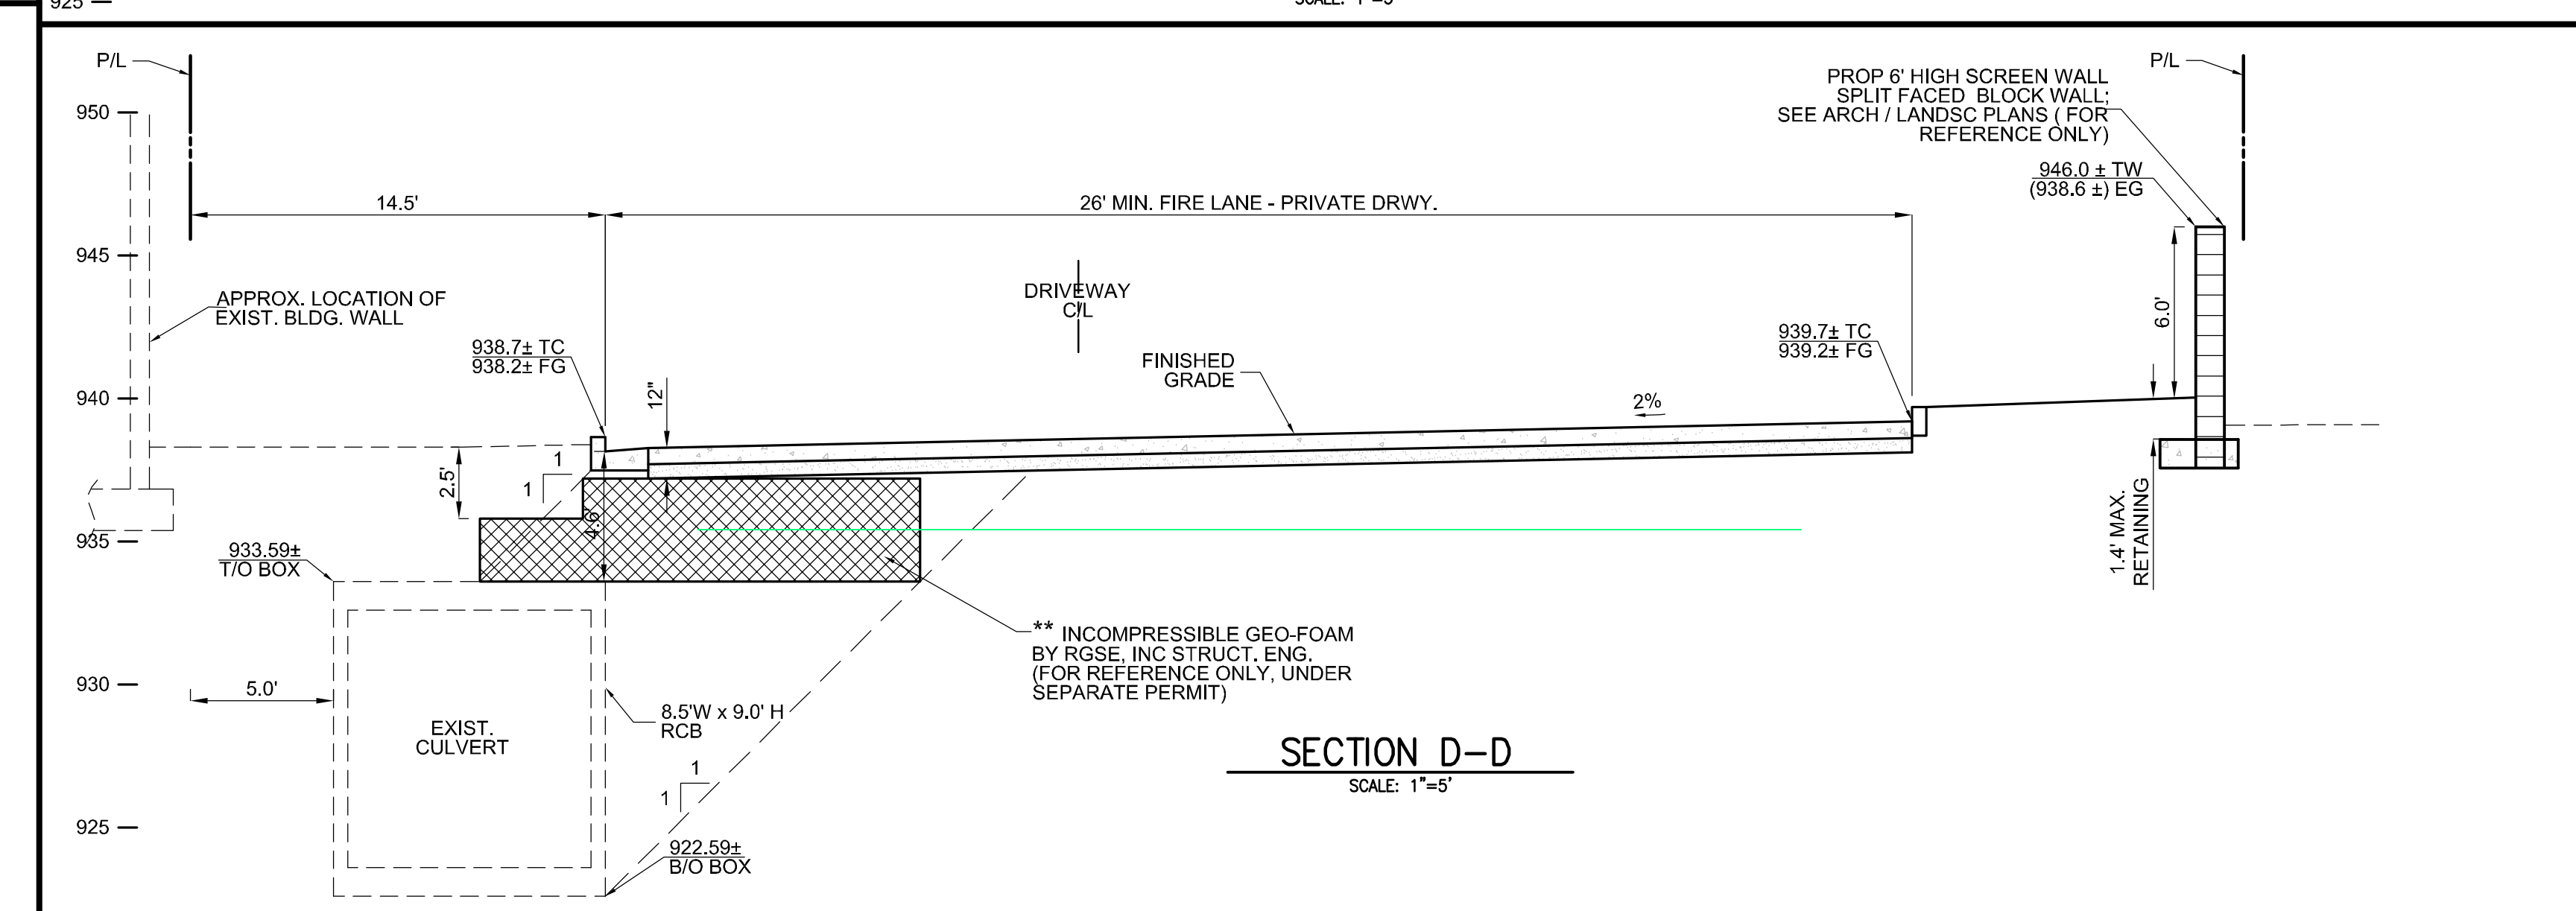 925
SCALE: 1"=5'
P/L
P/L
PROP 6' HIGH SCREEN WALL
SPLIT FACED BLOCK WALL;
SEE ARCH / LANDSC PLANS ( FOR
REFERENCE ONLY)
950
946.0 ± TW
(938.6 ±) EG
14.5'
26' MIN. FIRE LANE - PRIVATE DRWY.
945
APPROX. LOCATION OF
EXIST. BLDG. WALL
DRIVEWAY
C/L
6.0'
938.7± TC
938.2± FG
939.7± TC
939.2± FG
FINISHED
GRADE
940
12"
2%
1
1
2.5'
4.6'
1.4' MAX.
RETAINING
935
933.59±
T/O BOX
** INCOMPRESSIBLE GEO-FOAM
BY RGSE, INC STRUCT. ENG.
(FOR REFERENCE ONLY, UNDER
SEPARATE PERMIT)
930
5.0'
8.5'W x 9.0' H
RCB
EXIST.
CULVERT
SECTION D-D
SCALE: 1"=5'
1
1
925
922.59±
B/O BOX